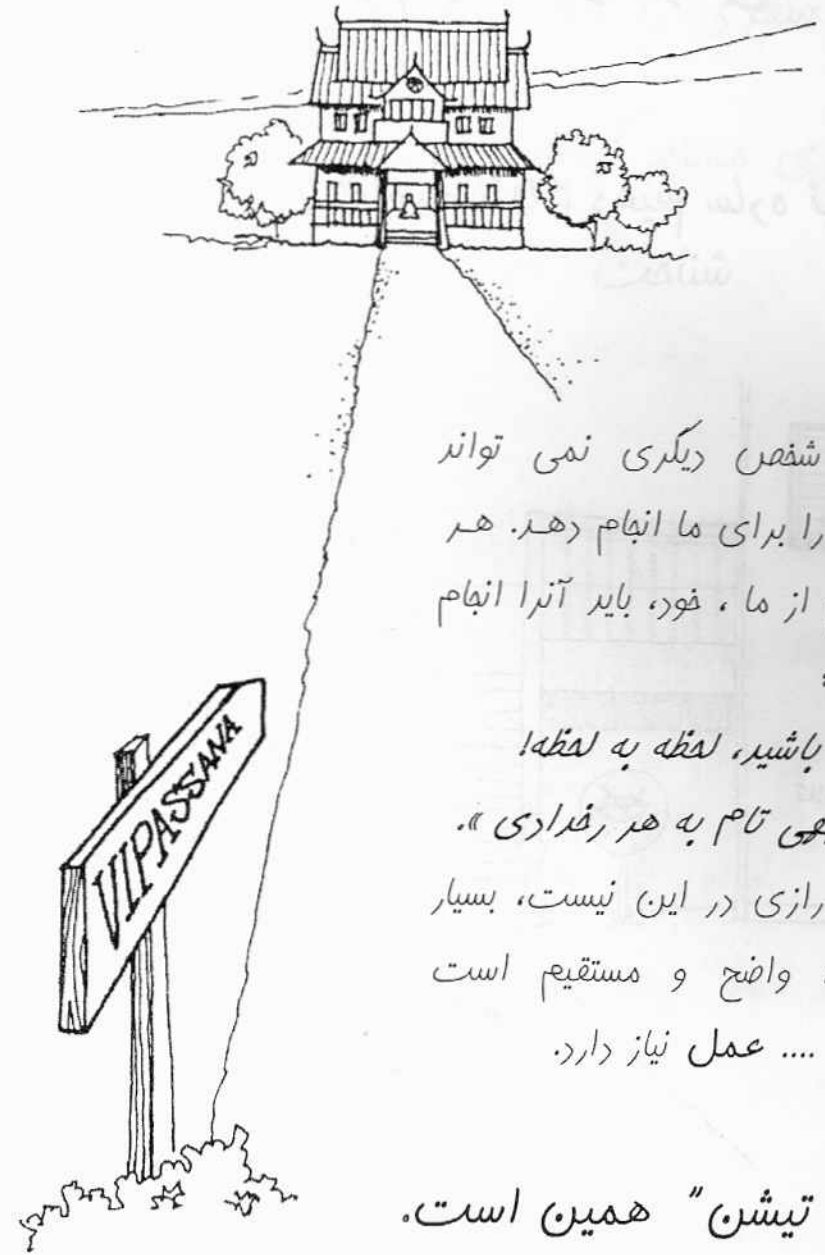 VIPASSANA
شخص دیگری نمی تواند
را برای ما انجام دهد. هر
از ما ، خود، باید آنرا انجام
باشید، لحظه به لحظه!
تام به هر رخدادی ».
رازی در این نیست، بسیار
واضح و مستقیم است
.... عمل نیاز دارد.
تیشن" همین است.